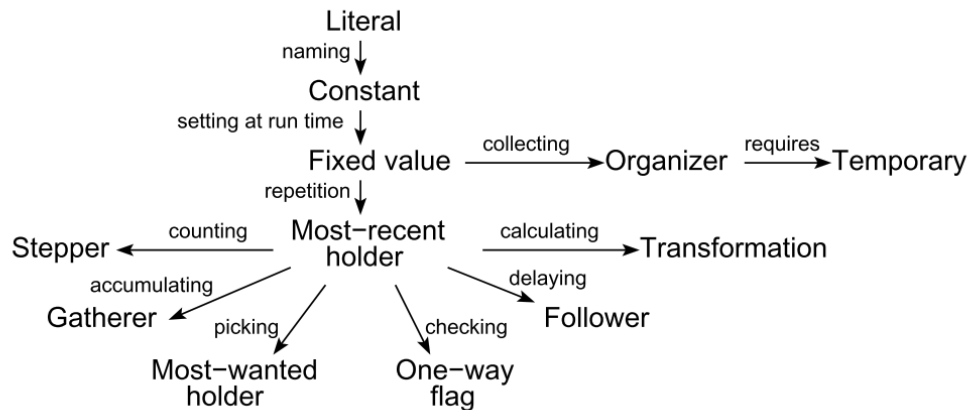 Literal
naming
Constant
setting at run time
Fixed value
collecting
Organizer
requires
Temporary
repetition
Most−recent
holder
Stepper
counting
calculating
Transformation
accumulating
delaying
Gatherer
picking
checking
Follower
Most−wanted
holder
One−way
flag